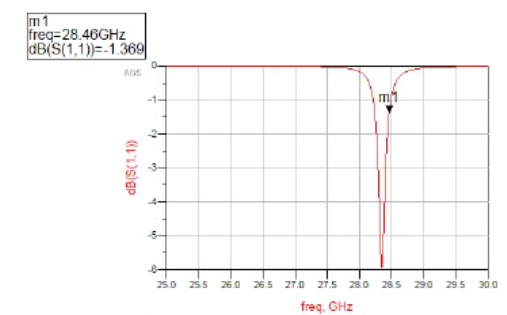 m1
freq=28.46GHz
dB(S(1,1))=-1.369
ADS
0
-1
-2
-3
-4
-5
-6
m1
dB(S(1,1))
25.0 25.5 26.0 26.5 27.0 27.5 28.0 28.5 29.0 29.5 30.0
freq, GHz